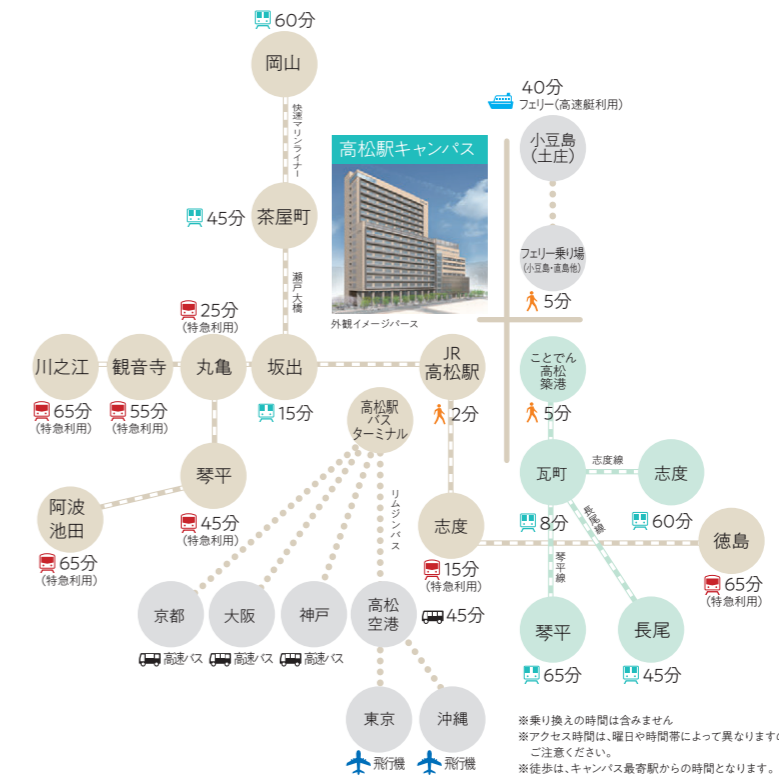 60分
岡山
快速マリンライナー
40分
フェリー（高速艇利用）
小豆島
（土庄）
高松駅キャンパス
茶屋町
45分
瀬戸大橋
フェリー乗り場
（小豆島・直島他）
5分
外観イメージパース
25分
（特急利用）
川之江
65分
（特急利用）
観音寺
55分
（特急利用）
丸亀
坂出
15分
JR
高松駅
2分
ことでん
高松
築港
5分
高松駅
バス
ターミナル
リムジンバス
琴平
45分
（特急利用）
阿波
池田
65分
（特急利用）
瓦町
8分
志度線
志度
60分
長尾線
琴平線
志度
15分
（特急利用）
徳島
65分
（特急利用）
京都
高速バス
大阪
高速バス
神戸
高速バス
高松
空港
45分
琴平
65分
長尾
45分
東京
飛行機
沖縄
飛行機
※乗り換えの時間は含みません
※アクセス時間は、曜日や時間帯によって異なりますの
ご注意ください。
※徒歩は、キャンパス最寄駅からの時間となります。